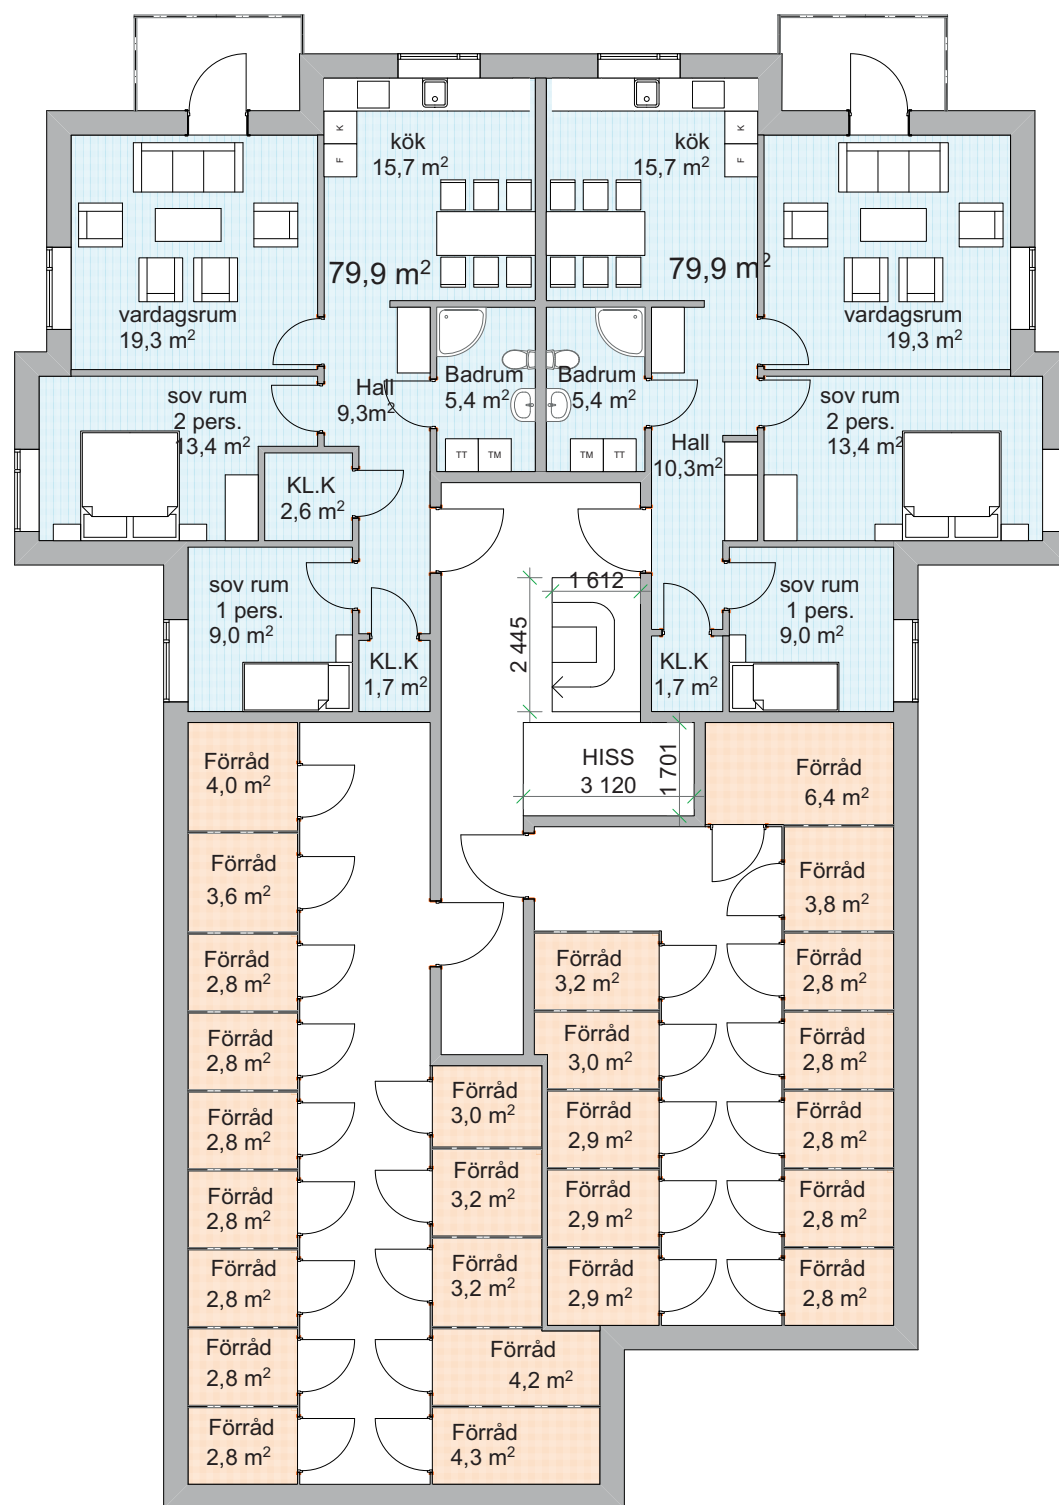 kök
15,7 m²
K
F
kök
15,7 m²
K
F
79,9 m²
79,9 m²
vardagsrum
19,3 m²
vardagsrum
19,3 m²
sov rum
2 pers.
13,4 m²
Hall
9,3m²
Badrum
5,4 m²
Badrum
5,4 m²
sov rum
2 pers.
13,4 m²
TT
TM
TM
TT
Hall
10,3m²
KL.K
2,6 m²
sov rum
1 pers.
9,0 m²
1 612
2 445
sov rum
1 pers.
9,0 m²
KL.K
1,7 m²
KL.K
1,7 m²
HISS
3 120
1 701
Förråd
4,0 m²
Förråd
6,4 m²
Förråd
3,6 m²
Förråd
3,8 m²
Förråd
2,8 m²
Förråd
3,2 m²
Förråd
2,8 m²
Förråd
2,8 m²
Förråd
3,0 m²
Förråd
2,8 m²
Förråd
2,8 m²
Förråd
3,0 m²
Förråd
2,9 m²
Förråd
2,8 m²
Förråd
2,8 m²
Förråd
3,2 m²
Förråd
2,9 m²
Förråd
2,8 m²
Förråd
2,8 m²
Förråd
3,2 m²
Förråd
2,9 m²
Förråd
2,8 m²
Förråd
2,8 m²
Förråd
4,2 m²
Förråd
2,8 m²
Förråd
4,3 m²